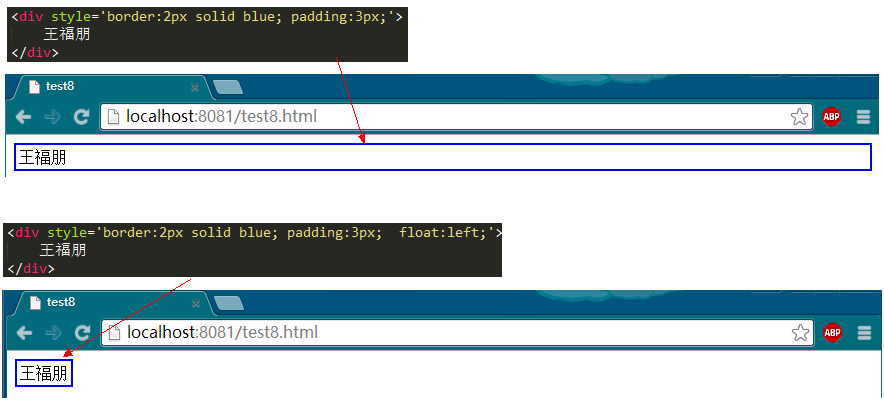 <div style='border:2px solid blue; padding:3px;'>
王福朋
</div>
test8
localhost:8081/test8.html
ABP
王福朋
<div style='border:2px solid blue; padding:3px;  float:left;'>
王福朋
</div>
test8
localhost:8081/test8.html
ABP
王福朋